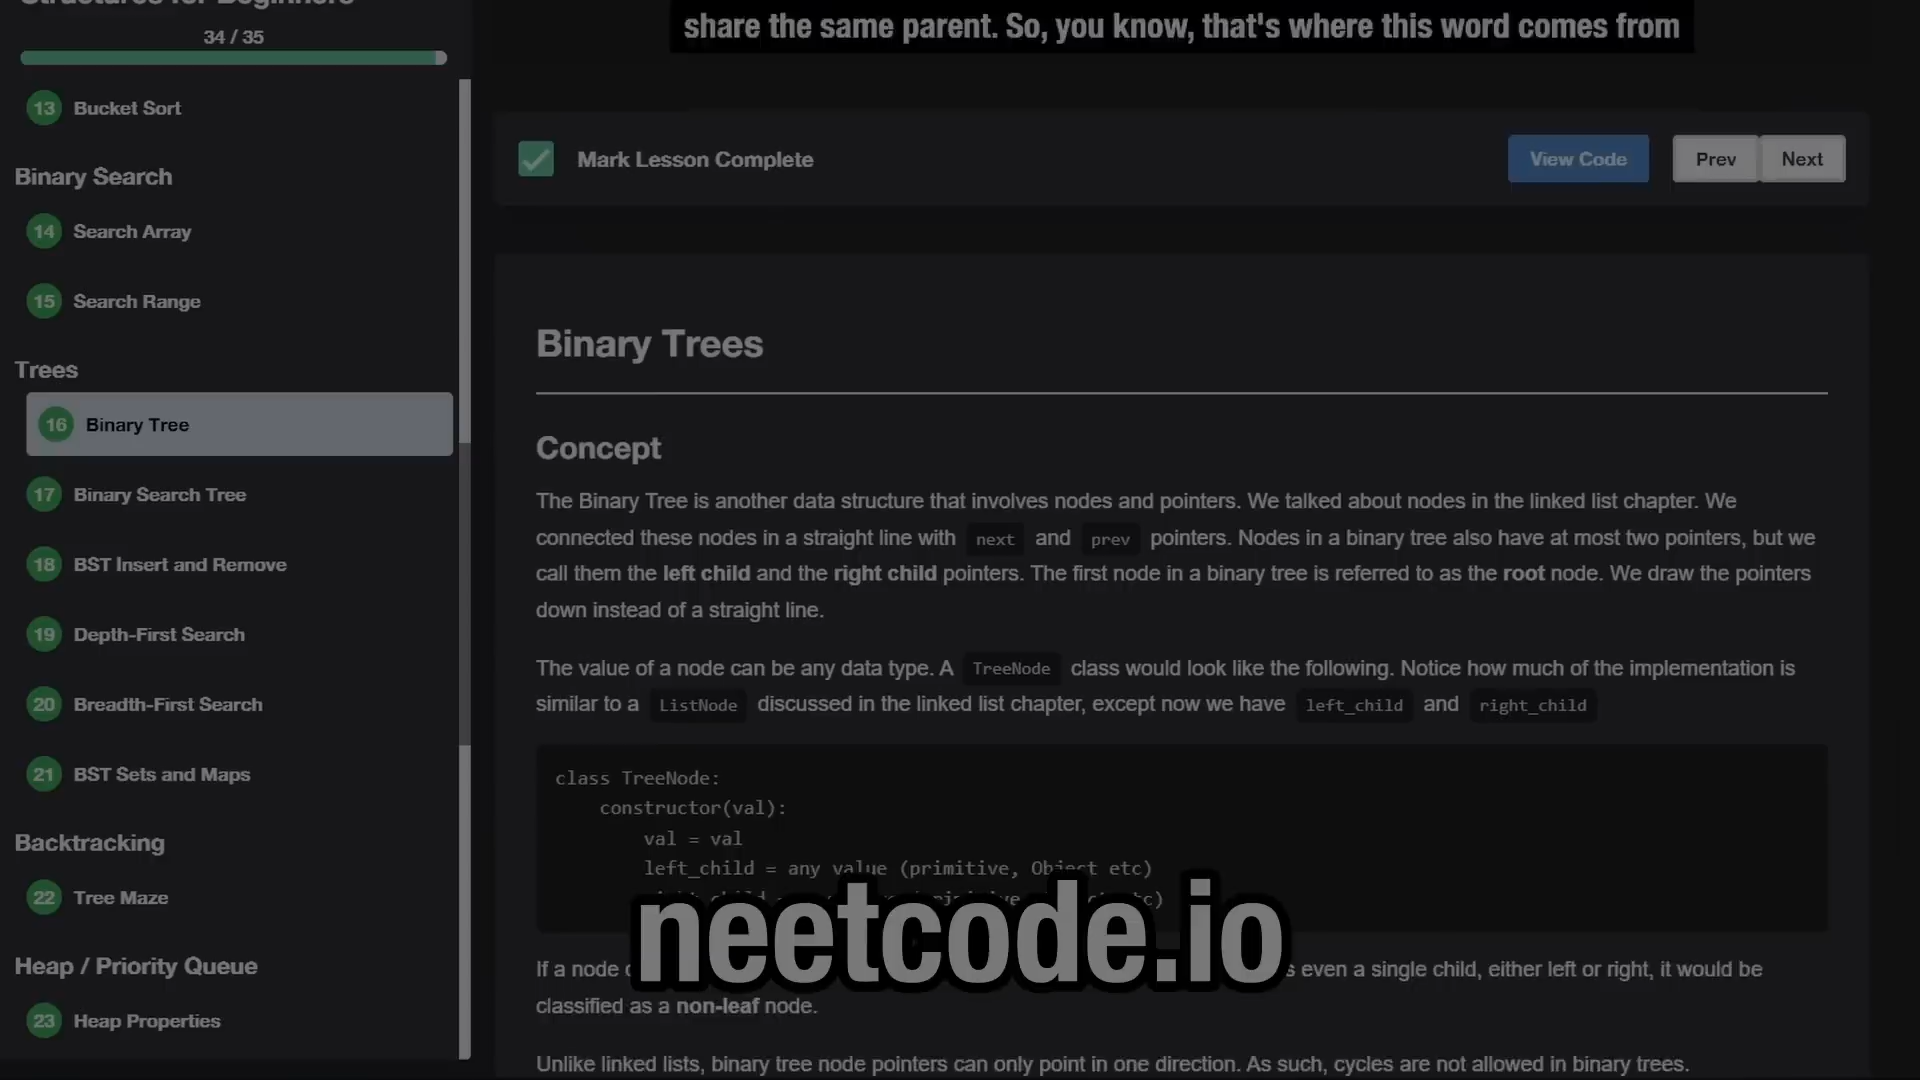 Structures for Beginners
34 / 35
13 Bucket Sort
Binary Search
14 Search Array
15 Search Range
Trees
16 Binary Tree
17 Binary Search Tree
18 BST Insert and Remove
19 Depth-First Search
20 Breadth-First Search
21 BST Sets and Maps
Backtracking
22 Tree Maze
Heap / Priority Queue
23 Heap Properties
share the same parent. So, you know, that's where this word comes from
Mark Lesson Complete
View Code
Prev
Next
Binary Trees
Concept
The Binary Tree is another data structure that involves nodes and pointers. We talked about nodes in the linked list chapter. We
connected these nodes in a straight line with next and prev pointers. Nodes in a binary tree also have at most two pointers, but we
call them the left child and the right child pointers. The first node in a binary tree is referred to as the root node. We draw the pointers
down instead of a straight line.
The value of a node can be any data type. A TreeNode class would look like the following. Notice how much of the implementation is
similar to a ListNode discussed in the linked list chapter, except now we have left_child and right_child
class TreeNode:
constructor(val):
val = val
left_child = any value (primitive, Object etc)
neetcode.io
If a node
even a single child, either left or right, it would be
classified as a non-leaf node.
Unlike linked lists, binary tree node pointers can only point in one direction. As such, cycles are not allowed in binary trees.